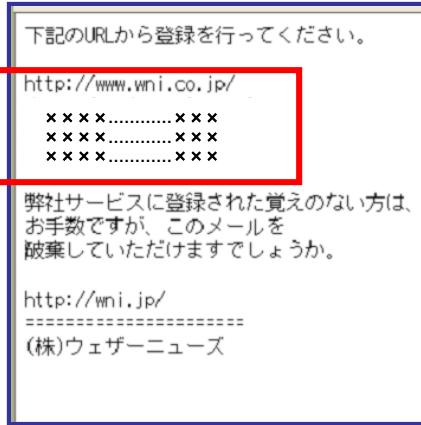 下記のURLから登録を行ってください。
http://www.wni.co.jp/
××××…………×××
××××…………×××
××××…………×××
弊社サービスに登録された覚えのない方は、
お手数ですが、このメールを
破棄していただけますでしょうか。
http://wni.jp/
======================
(株)ウェザーニューズ